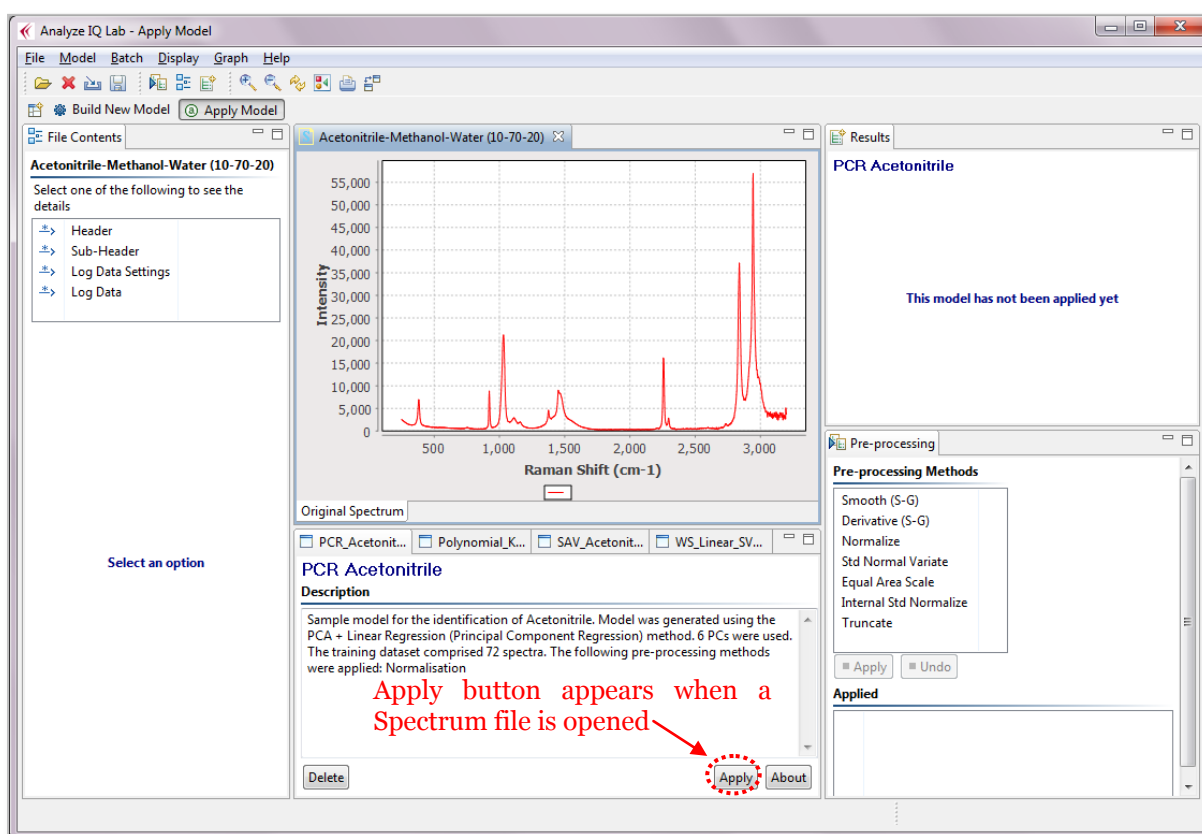 Analyze IQ Lab - Apply Model
File Model Batch Display Graph Help
Build New Model
Apply Model
File Contents
Acetonitrile-Methanol-Water (10-70-20)
Select one of the following to see the
details
Header
Sub-Header
Log Data Settings
Log Data
Select an option
Acetonitrile-Methanol-Water (10-70-20)
55,000
50,000
45,000
40,000
35,000
30,000
25,000
20,000
15,000
10,000
5,000
0
Intensity
500 1,000 1,500 2,000 2,500 3,000
Raman Shift (cm-1)
Original Spectrum
PCR_Acetonit... Polynomial_K... SAV_Acetonit... WS_Linear_SV...
PCR Acetonitrile
Description
Sample model for the identification of Acetonitrile. Model was generated using the
PCA + Linear Regression (Principal Component Regression) method. 6 PCs were used.
The training dataset comprised 72 spectra. The following pre-processing methods
were applied: Normalisation
Apply button appears when a
Spectrum file is opened
Delete
Apply
About
Results
PCR Acetonitrile
This model has not been applied yet
Pre-processing
Pre-processing Methods
Smooth (S-G)
Derivative (S-G)
Normalize
Std Normal Variate
Equal Area Scale
Internal Std Normalize
Truncate
Apply
Undo
Applied